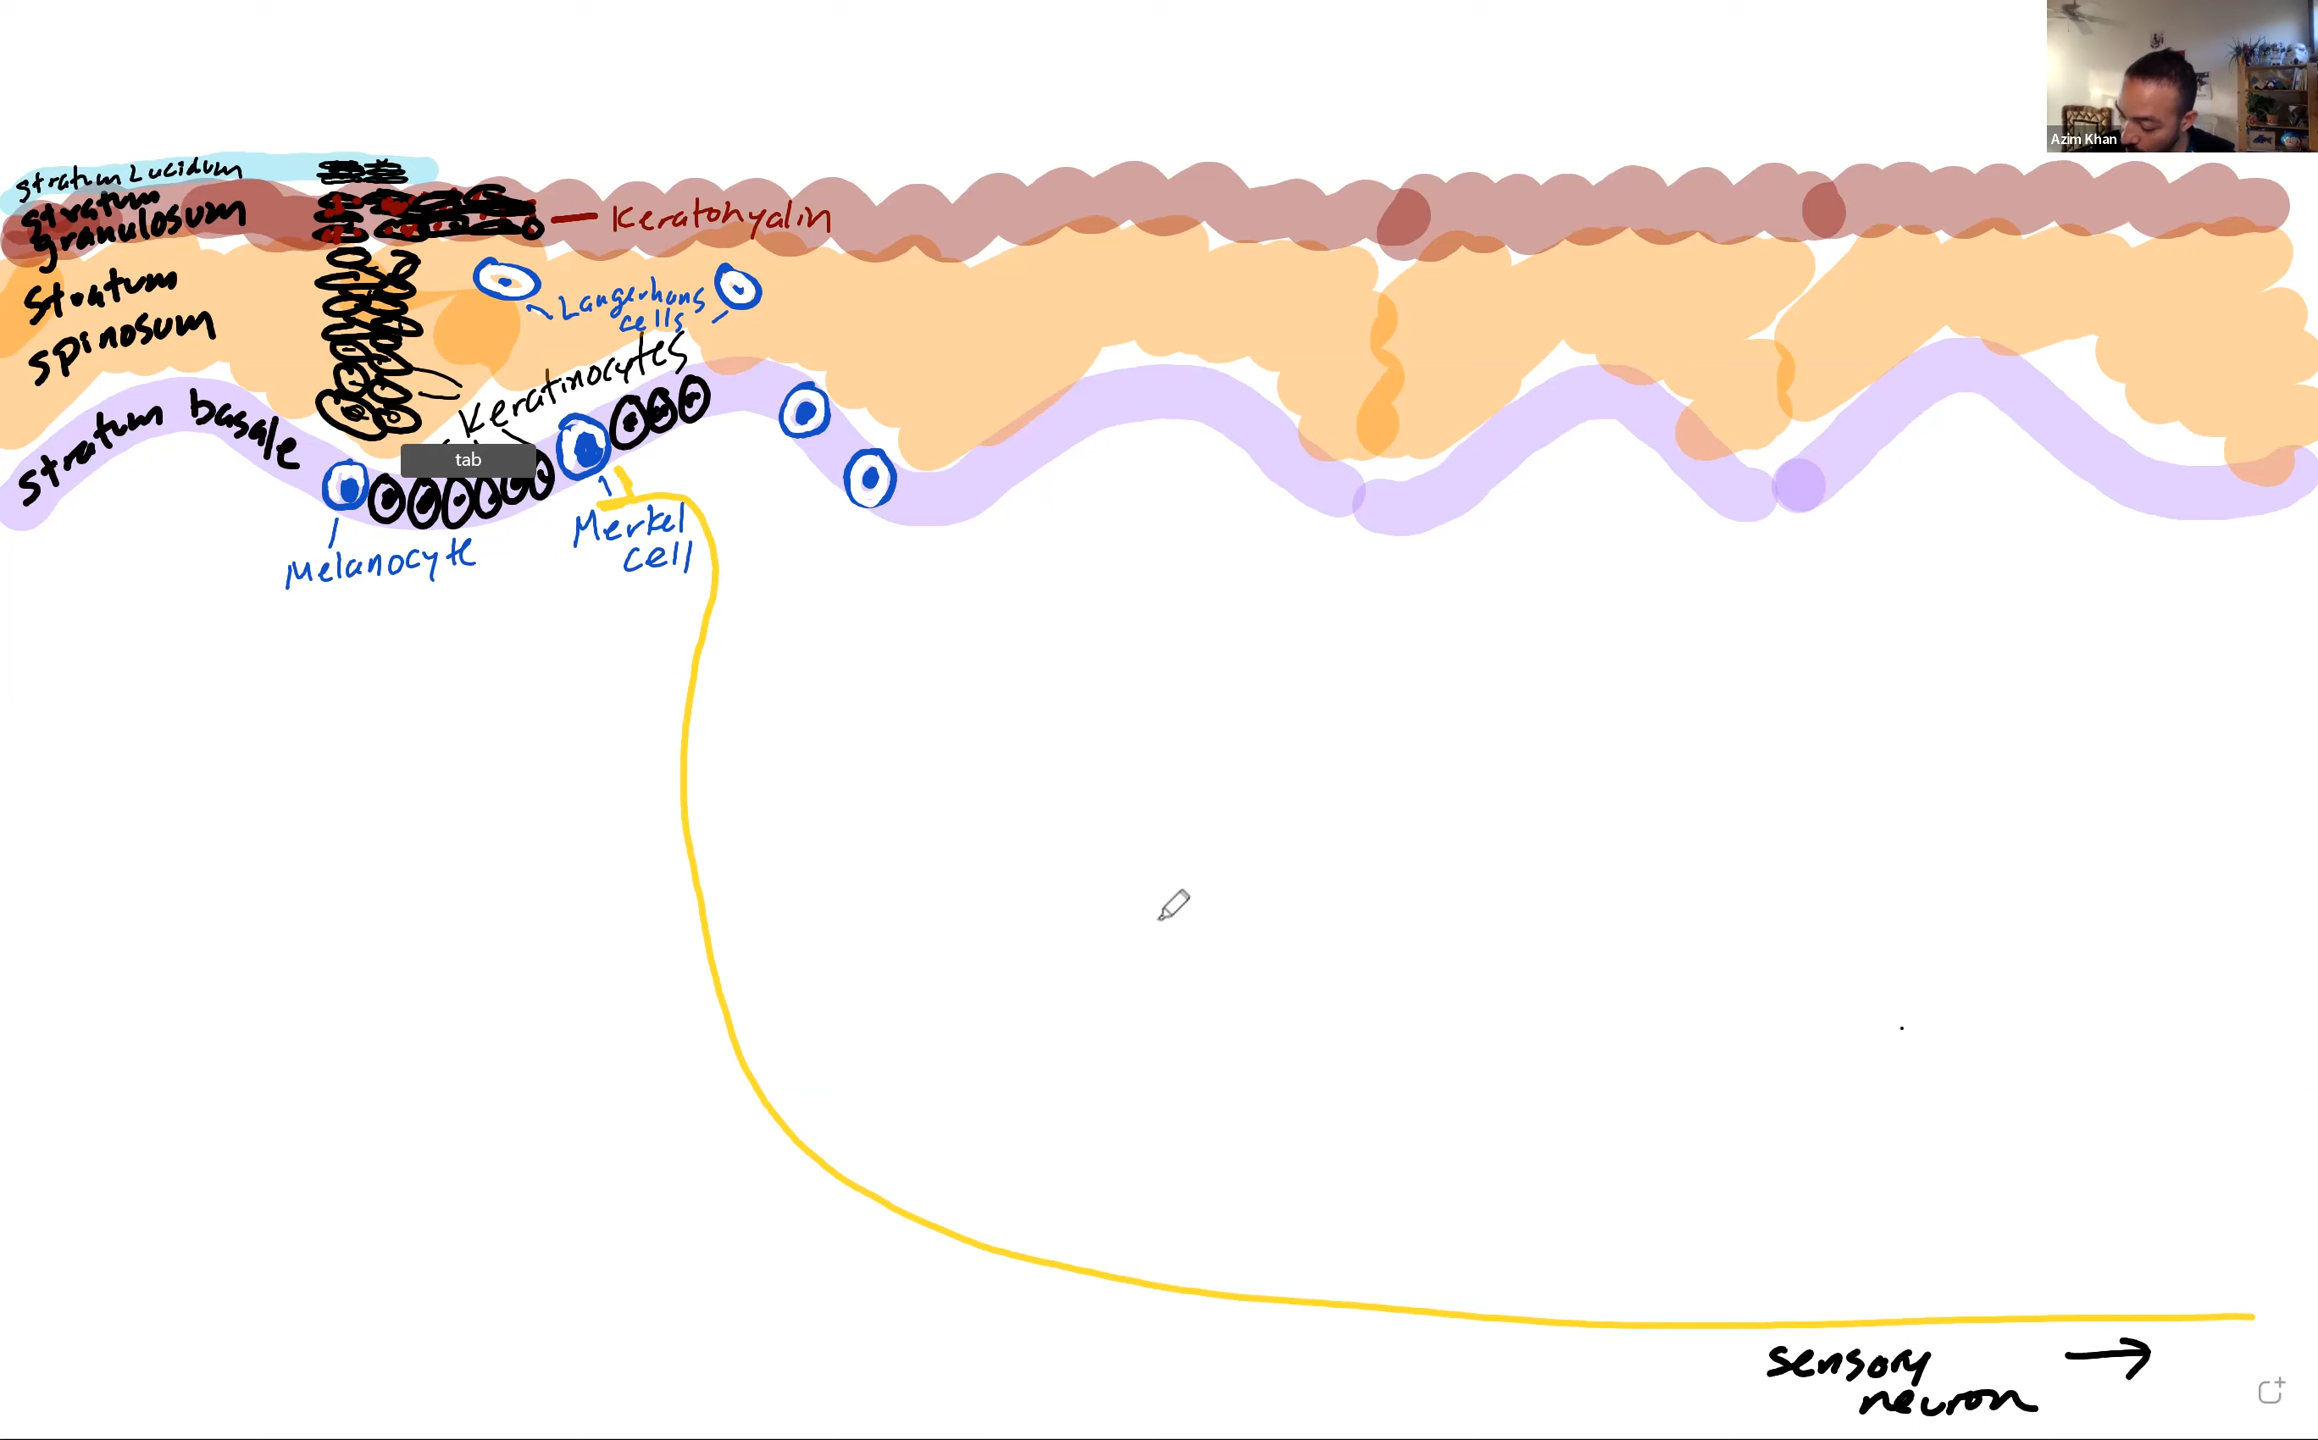 Azim Khan
stratum Lucidum
stratum
granulosum
Keratohyalin
stratum
spinosum
Langerhans
cells
Keratinocytes
stratum basale
tab
Merkel
cell
Melanocyte
sensory
neuron